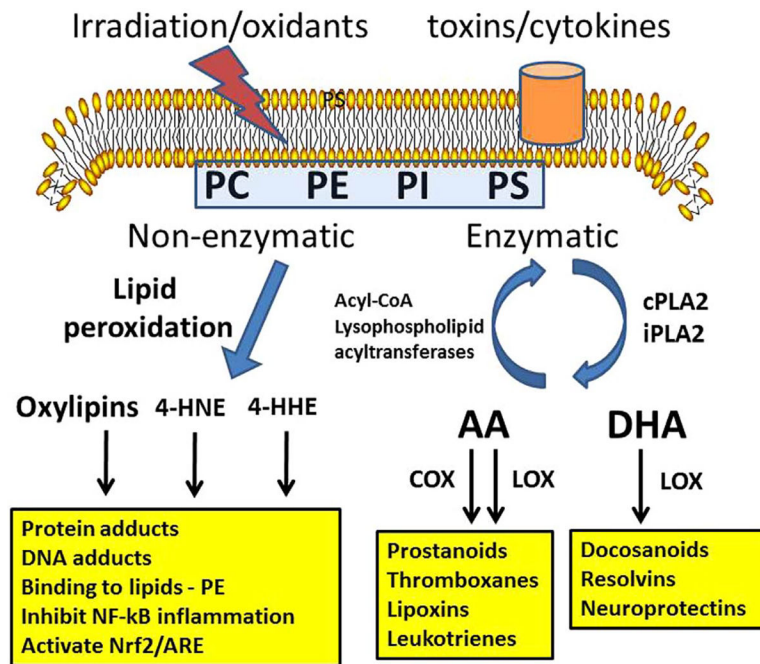 Irradiation/oxidants
toxins/cytokines
PS
PC PE PI PS
Non-enzymatic
Enzymatic
Lipid
peroxidation
Acyl-CoA
Lysophospholipid
acyltransferases
cPLA2
iPLA2
Oxylipins 4-HNE 4-HHE
AA
DHA
COX
LOX
LOX
Protein adducts
DNA adducts
Binding to lipids - PE
Inhibit NF-kB inflammation
Activate Nrf2/ARE
Prostanoids
Thromboxanes
Lipoxins
Leukotrienes
Docosanoids
Resolvins
Neuroprotectins